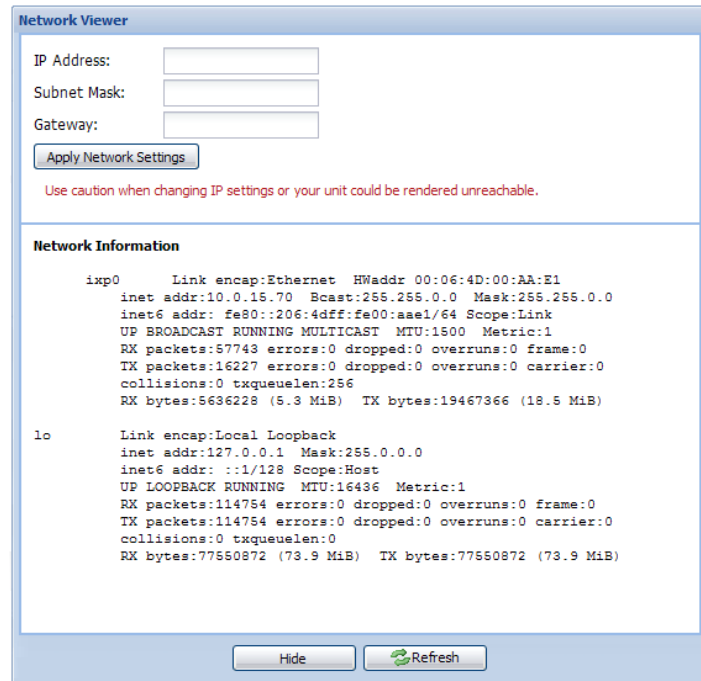 Network Viewer
IP Address:
Subnet Mask:
Gateway:
Apply Network Settings
Use caution when changing IP settings or your unit could be rendered unreachable.
Network Information
ixp0 Link encap:Ethernet HWaddr 00:06:4D:00:AA:E1
inet addr:10.0.15.70 Bcast:255.255.0.0 Mask:255.255.0.0
inet6 addr: fe80::206:4dff:fe00:aae1/64 Scope:Link
UP BROADCAST RUNNING MULTICAST MTU:1500 Metric:1
RX packets:57743 errors:0 dropped:0 overruns:0 frame:0
TX packets:16227 errors:0 dropped:0 overruns:0 carrier:0
collisions:0 txqueuelen:256
RX bytes:5636228 (5.3 MiB) TX bytes:19467366 (18.5 MiB)
lo Link encap:Local Loopback
inet addr:127.0.0.1 Mask:255.0.0.0
inet6 addr: ::1/128 Scope:Host
UP LOOPBACK RUNNING MTU:16436 Metric:1
RX packets:114754 errors:0 dropped:0 overruns:0 frame:0
TX packets:114754 errors:0 dropped:0 overruns:0 carrier:0
collisions:0 txqueuelen:0
RX bytes:77550872 (73.9 MiB) TX bytes:77550872 (73.9 MiB)
Hide Refresh